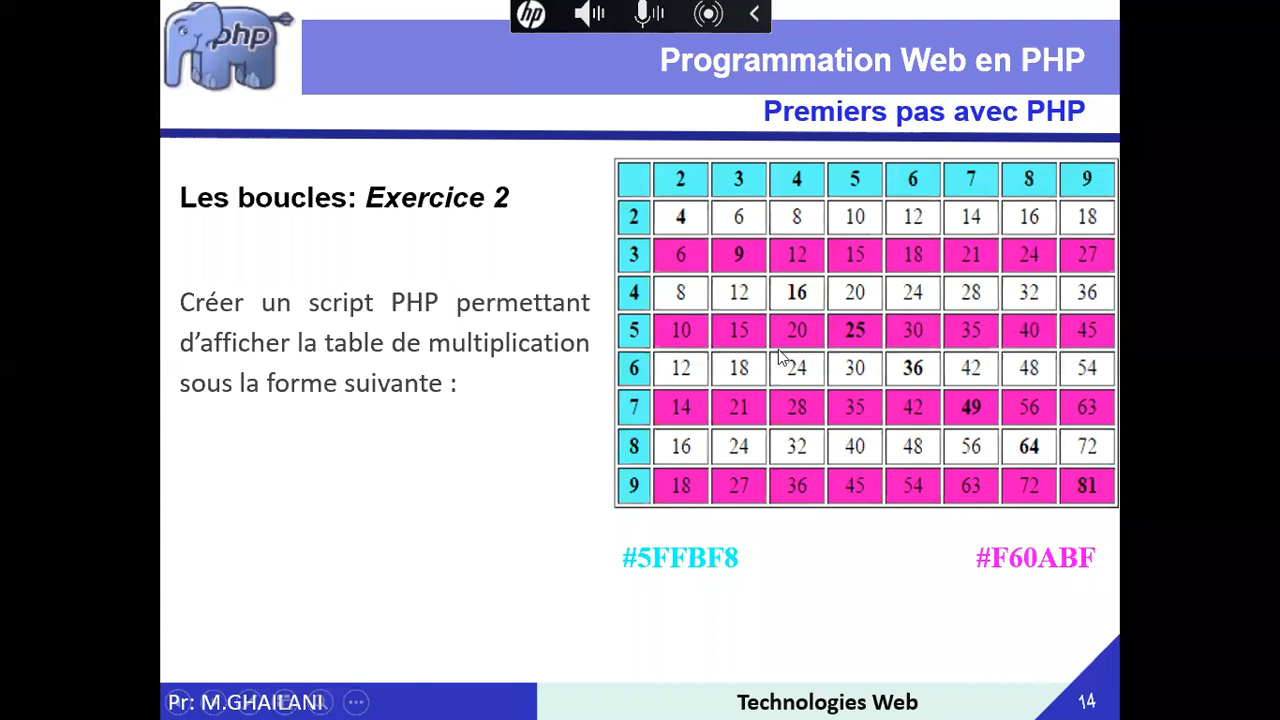 php
hp
Programmation Web en PHP
Premiers pas avec PHP
Les boucles: Exercice 2
Créer un script PHP permettant
d’afficher la table de multiplication
sous la forme suivante :
2 3 4 5 6 7 8 9
2 4 6 8 10 12 14 16 18
3 6 9 12 15 18 21 24 27
4 8 12 16 20 24 28 32 36
5 10 15 20 25 30 35 40 45
6 12 18 24 30 36 42 48 54
7 14 21 28 35 42 49 56 63
8 16 24 32 40 48 56 64 72
9 18 27 36 45 54 63 72 81
#5FFBF8 #F60ABF
Pr: M.GHAILANI
Technologies Web
14